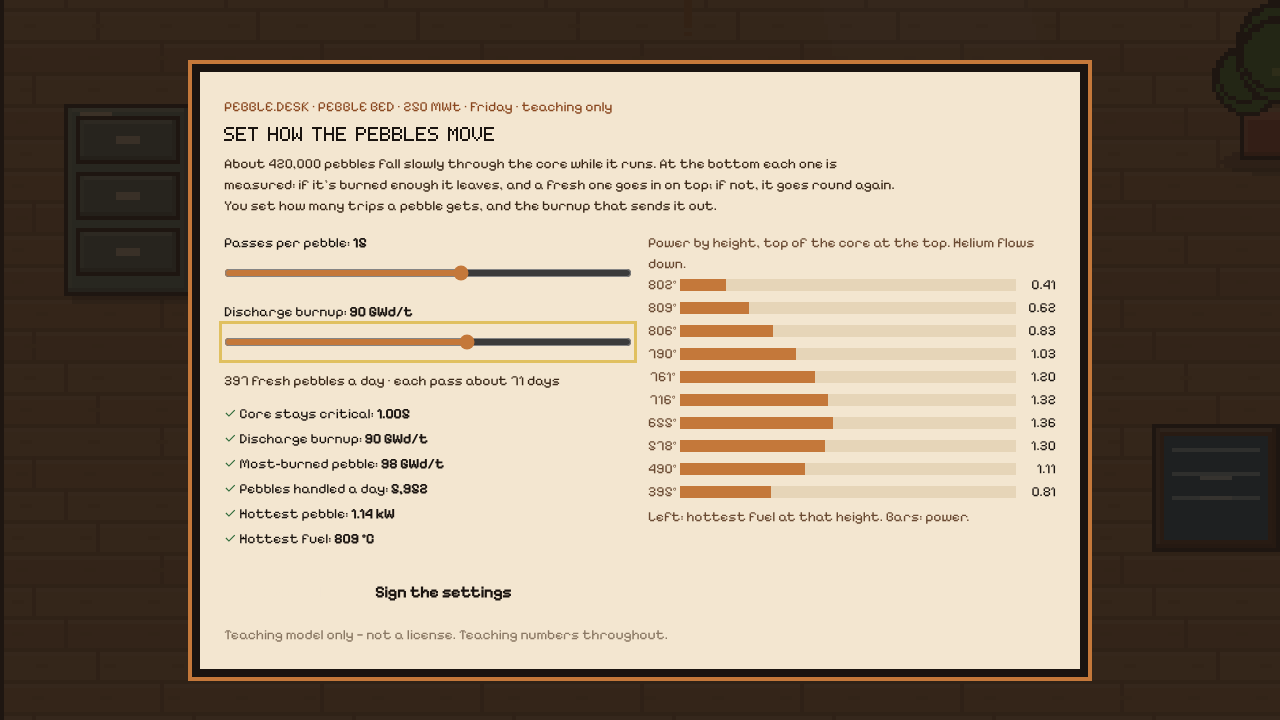 PEBBLE.DESK · PEBBLE BED · 250 MWt · Friday · teaching only
SET HOW THE PEBBLES MOVE
About 420,000 pebbles fall slowly through the core while it runs. At the bottom each one is
measured: if it's burned enough it leaves, and a fresh one goes in on top; if not, it goes round again.
You set how many trips a pebble gets, and the burnup that sends it out.
Passes per pebble: 15
Discharge burnup: 90 GWd/t
397 fresh pebbles a day · each pass about 71 days
✓ Core stays critical: 1.005
✓ Discharge burnup: 90 GWd/t
✓ Most-burned pebble: 98 GWd/t
✓ Pebbles handled a day: 5,952
✓ Hottest pebble: 1.14 kW
✓ Hottest fuel: 809 °C
Power by height, top of the core at the top. Helium flows
down.
802° 0.41
809° 0.62
806° 0.83
790° 1.03
761° 1.20
716° 1.32
655° 1.36
578° 1.30
490° 1.11
395° 0.81
Left: hottest fuel at that height. Bars: power.
Sign the settings
Teaching model only – not a license. Teaching numbers throughout.